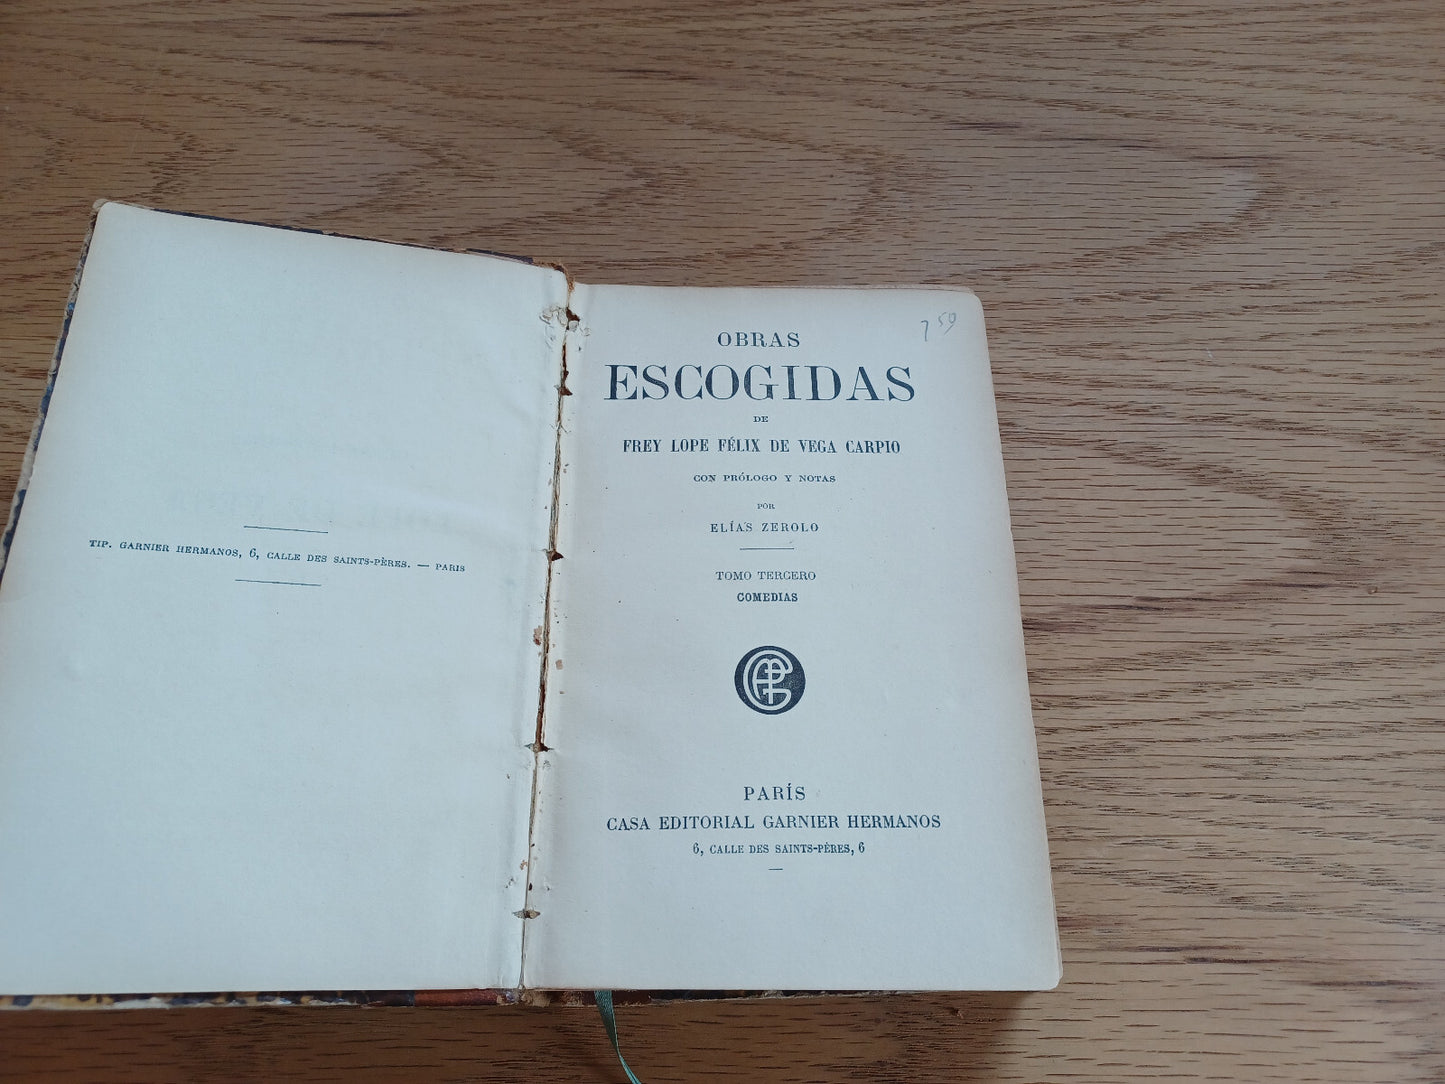 TIP. GARNIER HERMANOS, 6, CALLE DES SAINTS-PÈRES. — PARIS
7 50
OBRAS
ESCOGIDAS
DE
FREY LOPE FÉLIX DE VEGA CARPIO
CON PRÓLOGO Y NOTAS
POR
ELÍAS ZEROLO
TOMO TERCERO
COMEDIAS
PARÍS
CASA EDITORIAL GARNIER HERMANOS
6, CALLE DES SAINTS-PÈRES, 6